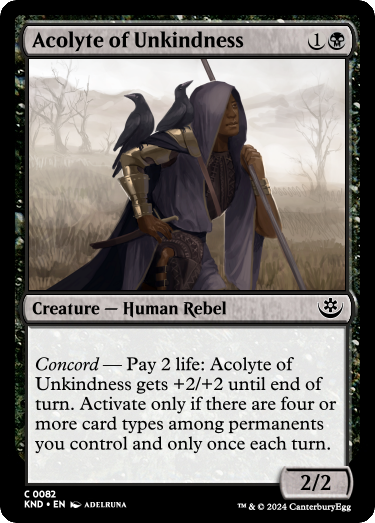 Acolyte of Unkindness 1
Creature — Human Rebel
Concord — Pay 2 life: Acolyte of
Unkindness gets +2/+2 until end of
turn. Activate only if there are four or
more card types among permanents
you control and only once each turn.
2/2
C 0082
KND • EN ADELRUNA
™ & © 2024 CanterburyEgg